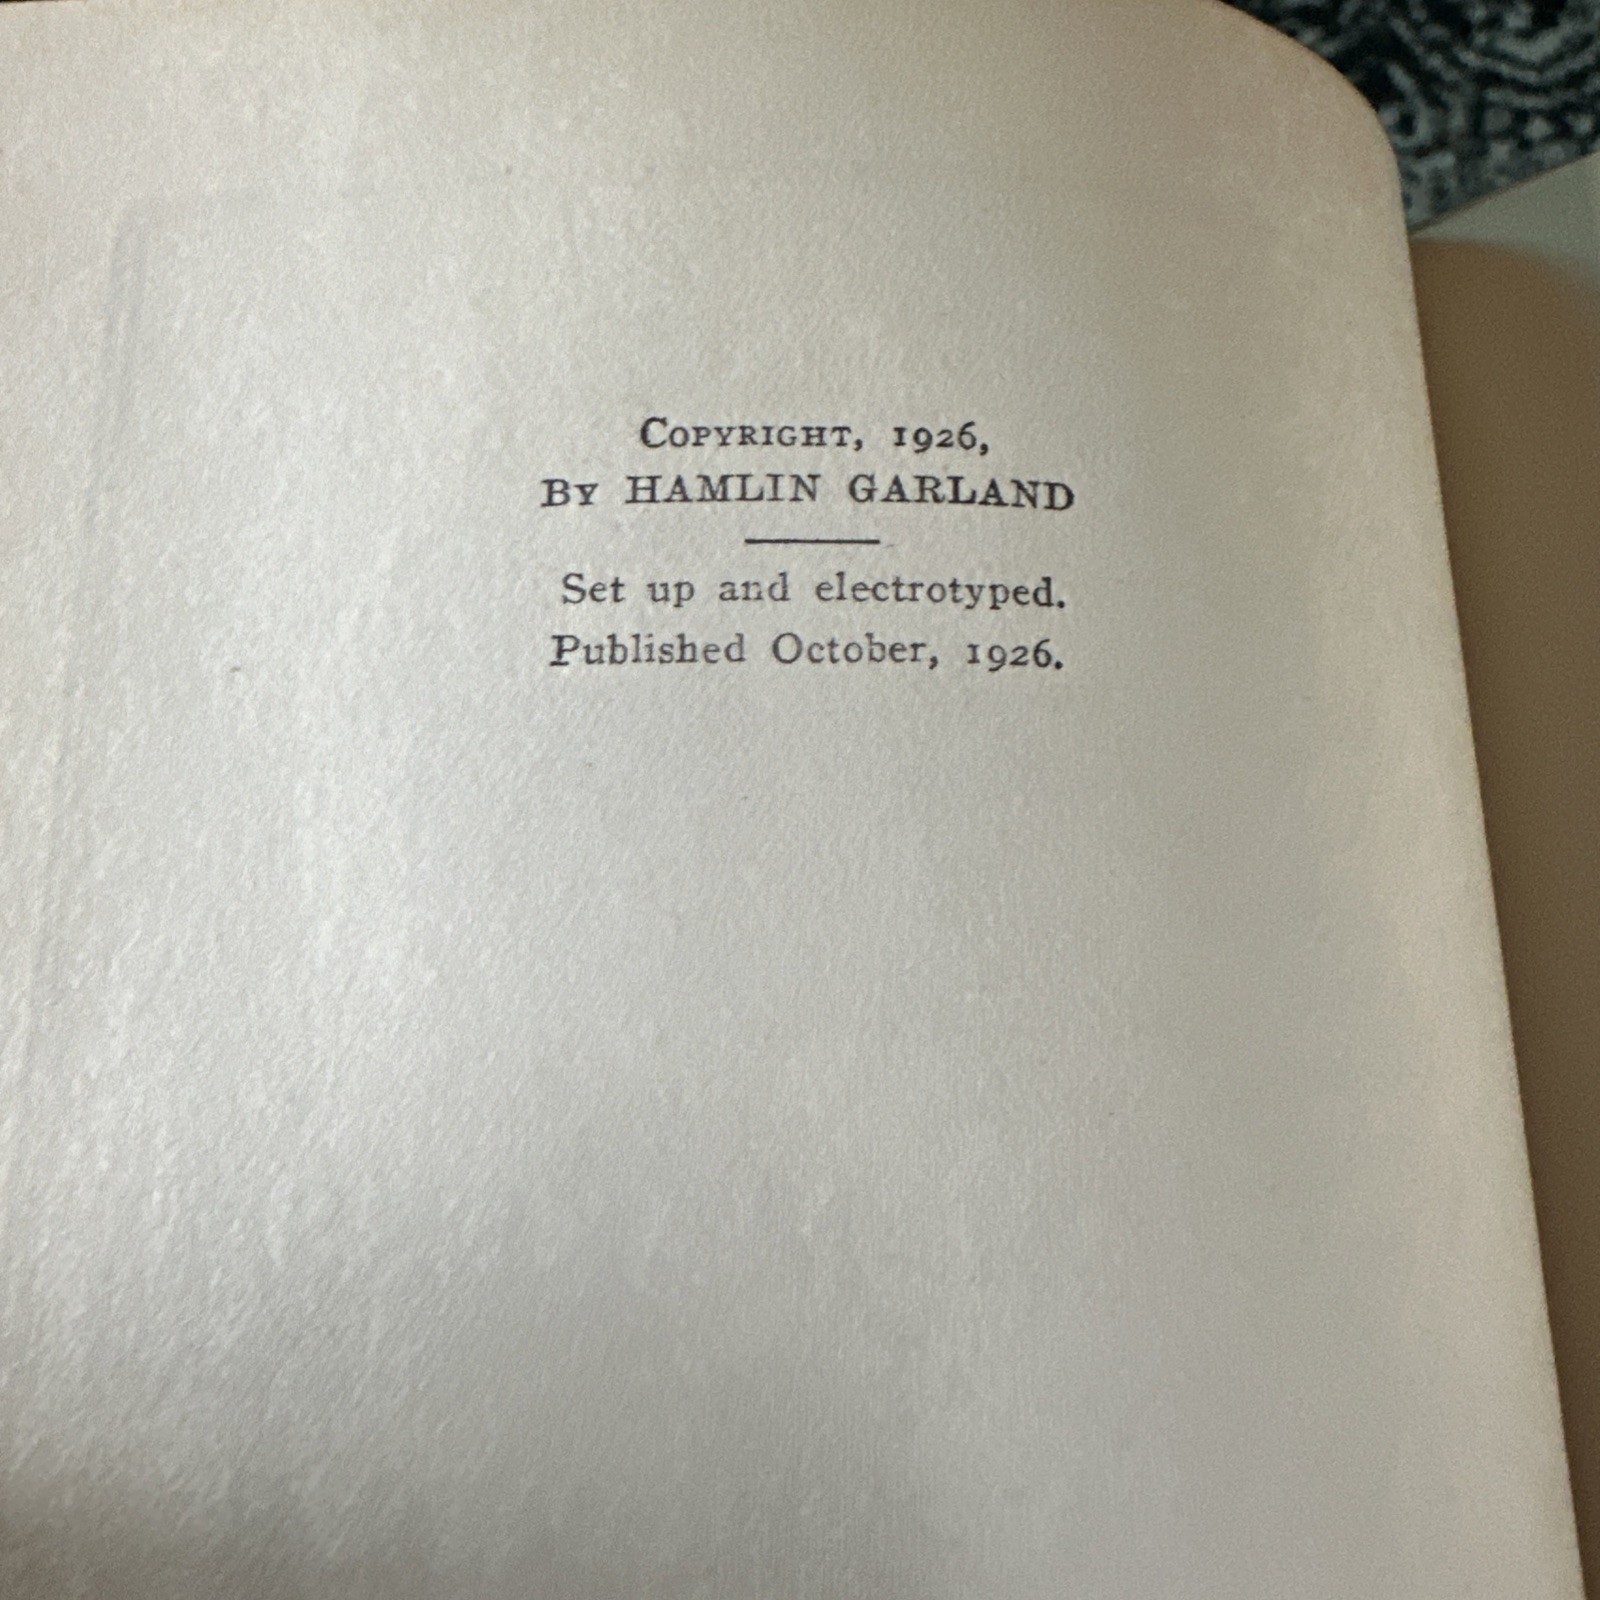 Copyright, 1926,
By HAMLIN GARLAND
Set up and electrotyped.
Published October, 1926.